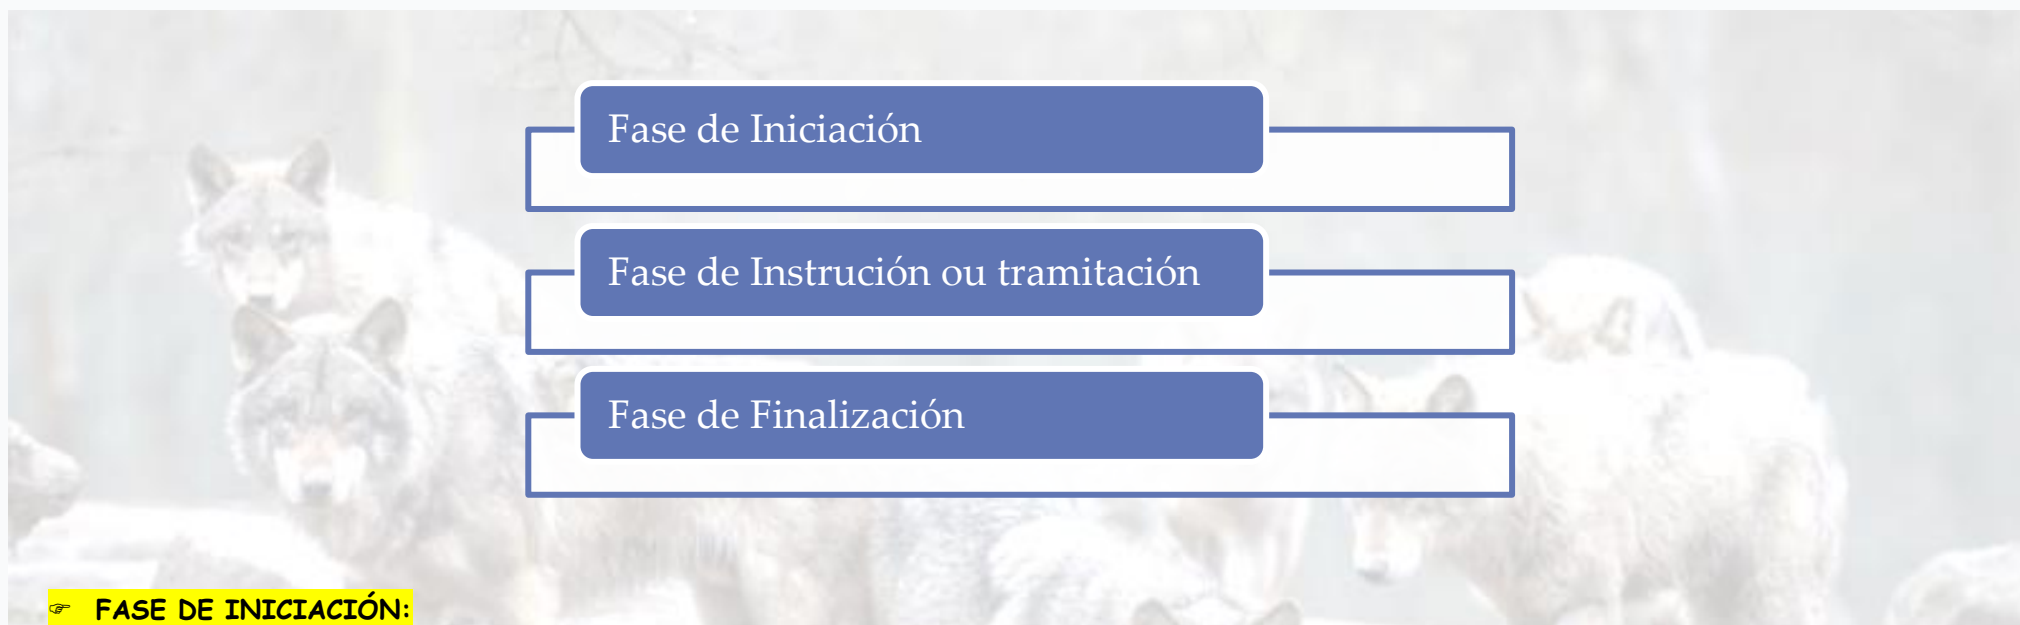 Fase de Iniciación
Fase de Instrución ou tramitación
Fase de Finalización
☞ FASE DE INICIACIÓN: